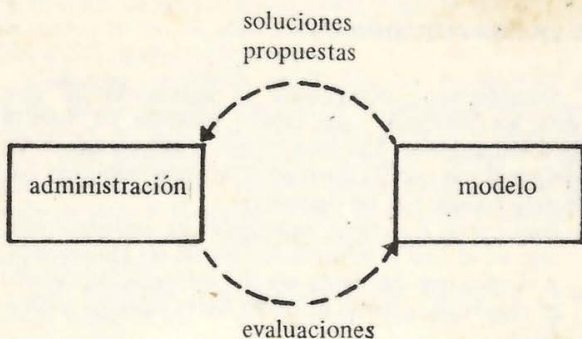 soluciones
propuestas
administración
modelo
evaluaciones